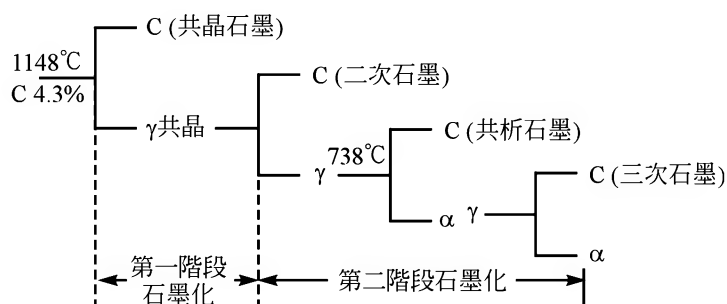 C (共晶石墨)
1148℃
C 4.3%
C (二次石墨)
γ共晶
C (共析石墨)
γ 738℃
C (三次石墨)
α γ
α
第一階段
石墨化
第二階段石墨化